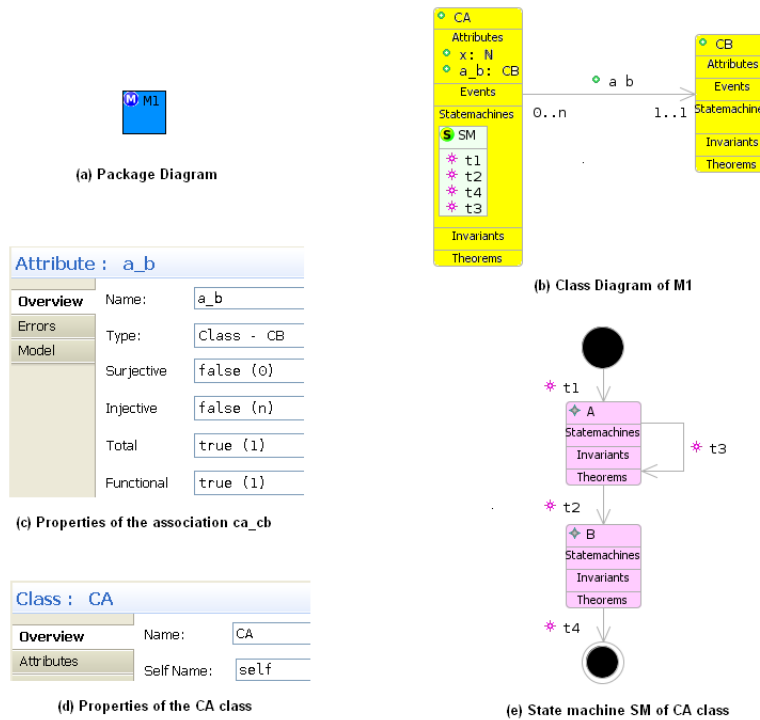 M M1
(a) Package Diagram
CA
Attributes
x: N
a_b: CB
Events
Statemachines
S SM
t1
t2
t4
t3
Invariants
Theorems
a b
0..n
1..1
CB
Attributes
Events
Statemachine
Invariants
Theorems
(b) Class Diagram of M1
Attribute : a_b
Overview
Errors
Model
Name: a_b
Type: Class - CB
Surjective false (0)
Injective false (n)
Total true (1)
Functional true (1)
(c) Properties of the association ca_cb
Class : CA
Overview
Attributes
Name: CA
Self Name: self
(d) Properties of the CA class
t1
A
Statemachines
Invariants
Theorems
t3
t2
B
Statemachines
Invariants
Theorems
t4
(e) State machine SM of CA class